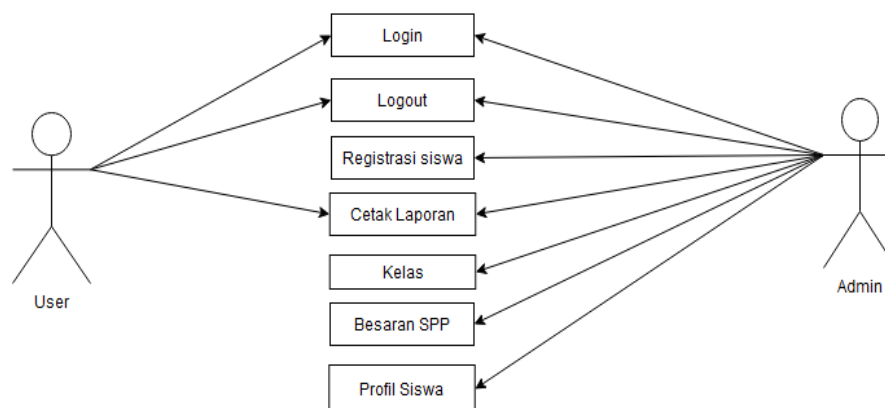 Login
Logout
Registrasi siswa
Cetak Laporan
Kelas
Besaran SPP
Profil Siswa
User
Admin